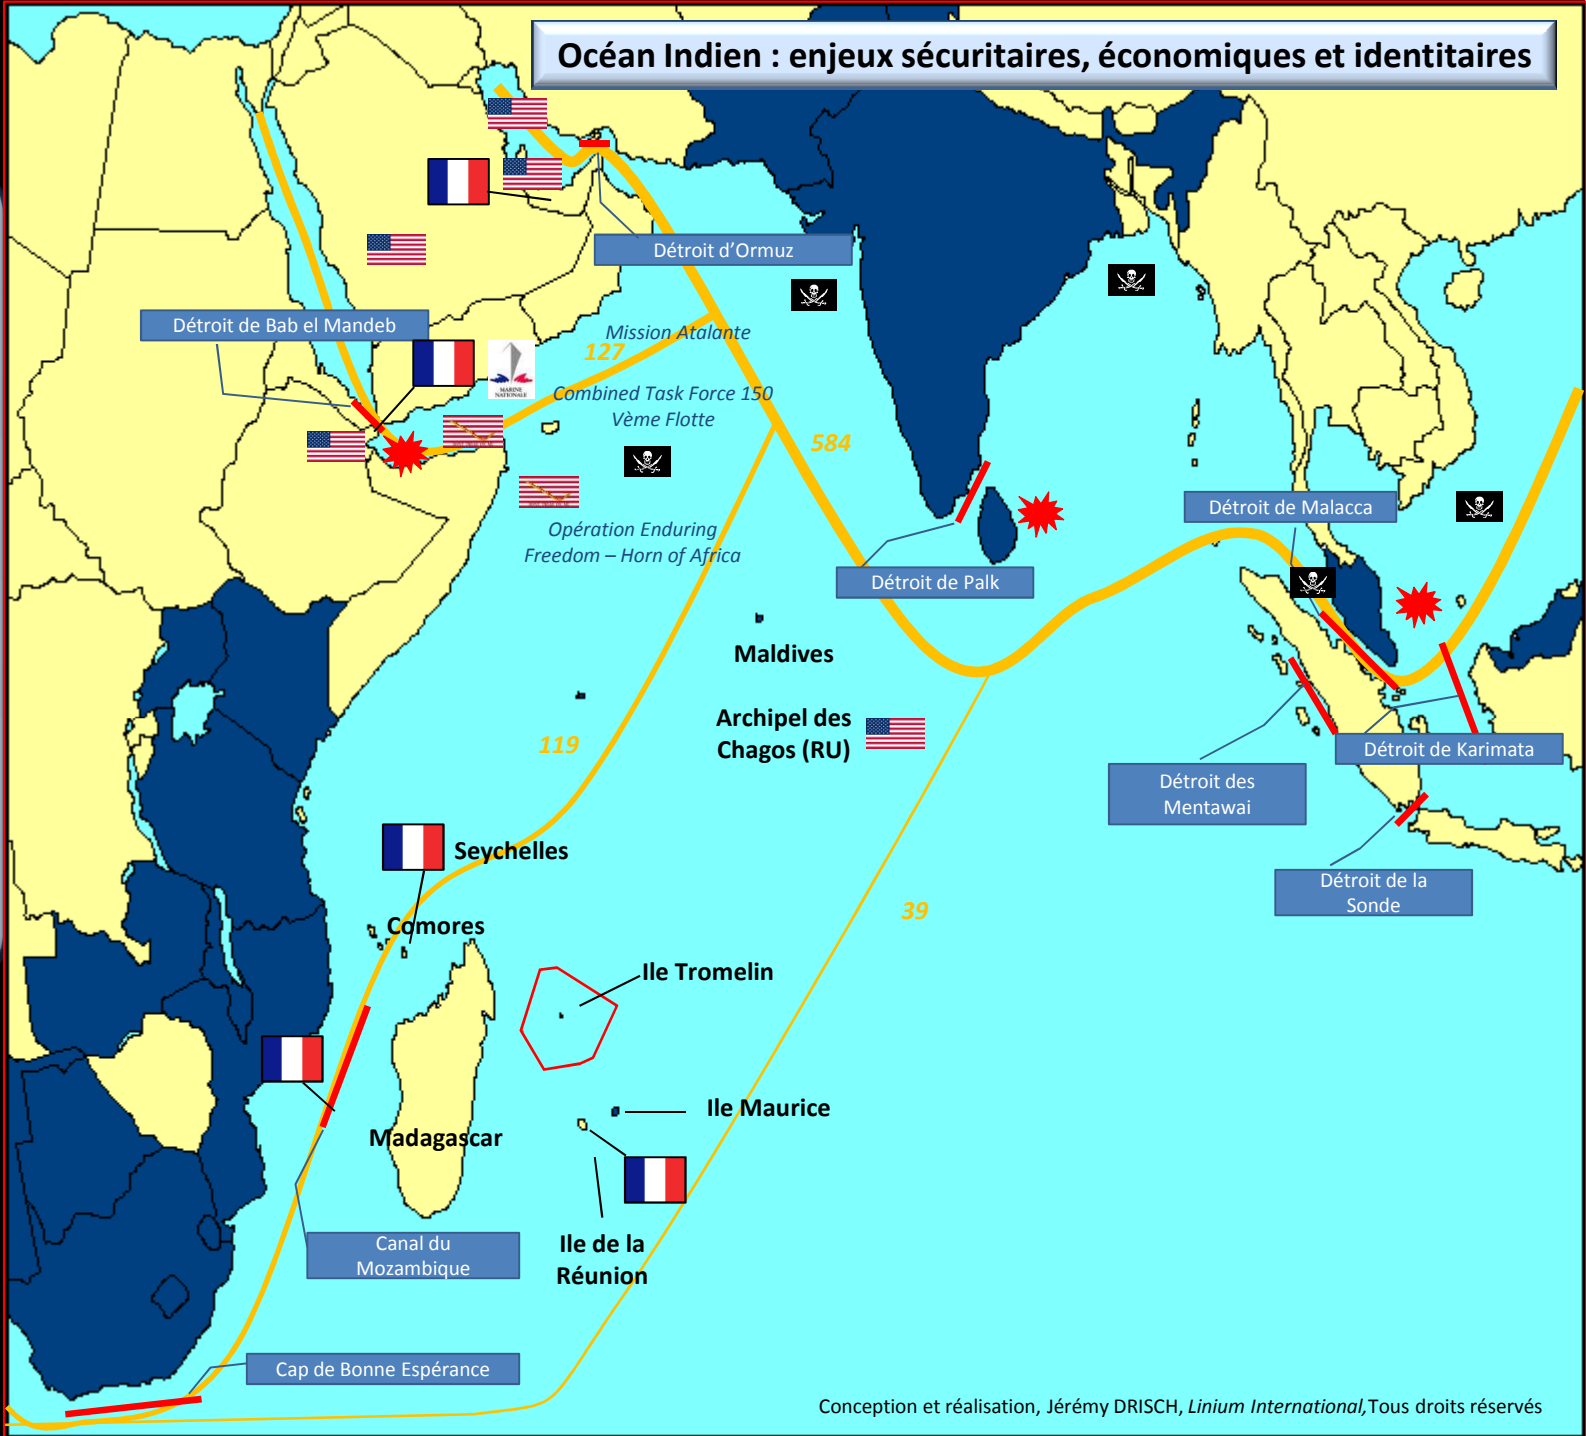 Océan Indien : enjeux sécuritaires, économiques et identitaires
Détroit d'Ormuz
Détroit de Bab el Mandeb
Mission Atalante
127
MARINE
NATIONALE
Combined Task Force 150
Vème Flotte
584
Opération Enduring
Freedom – Horn of Africa
Détroit de Malacca
Détroit de Palk
Maldives
Archipel des
Chagos (RU)
119
Détroit de Karimata
Détroit des
Mentawai
Seychelles
Détroit de la
Sonde
39
Comores
Ile Tromelin
Ile Maurice
Madagascar
Canal du
Mozambique
Ile de la
Réunion
Cap de Bonne Espérance
Conception et réalisation, Jérémy DRISCH, Linium International,Tous droits réservés